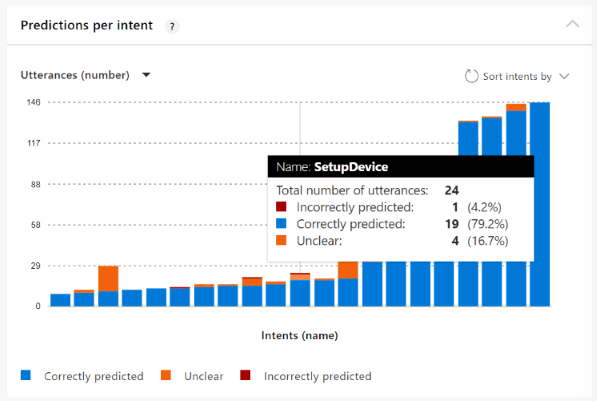 Predictions per intent ?
Utterances (number)
Sort intents by
146
117
88
58
29
0
Name: SetupDevice
Total number of utterances: 24
Incorrectly predicted: 1 (4.2%)
Correctly predicted: 19 (79.2%)
Unclear: 4 (16.7%)
Intents (name)
Correctly predicted Unclear Incorrectly predicted